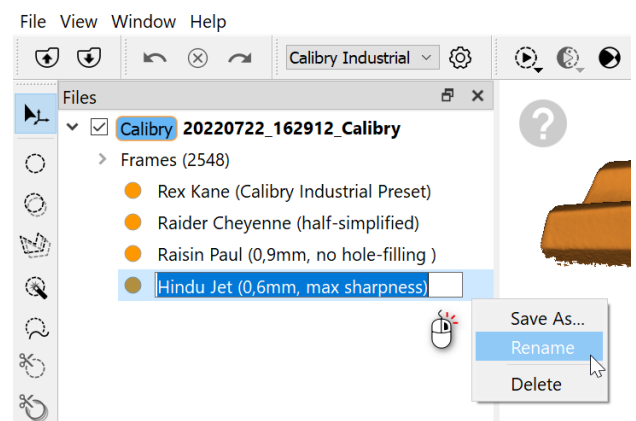 File View Window Help
Calibry Industrial
Files
Calibry 20220722_162912_Calibry
Frames (2548)
Rex Kane (Calibry Industrial Preset)
Raider Cheyenne (half-simplified)
Raisin Paul (0,9mm, no hole-filling )
Hindu Jet (0,6mm, max sharpness)
Save As...
Rename
Delete